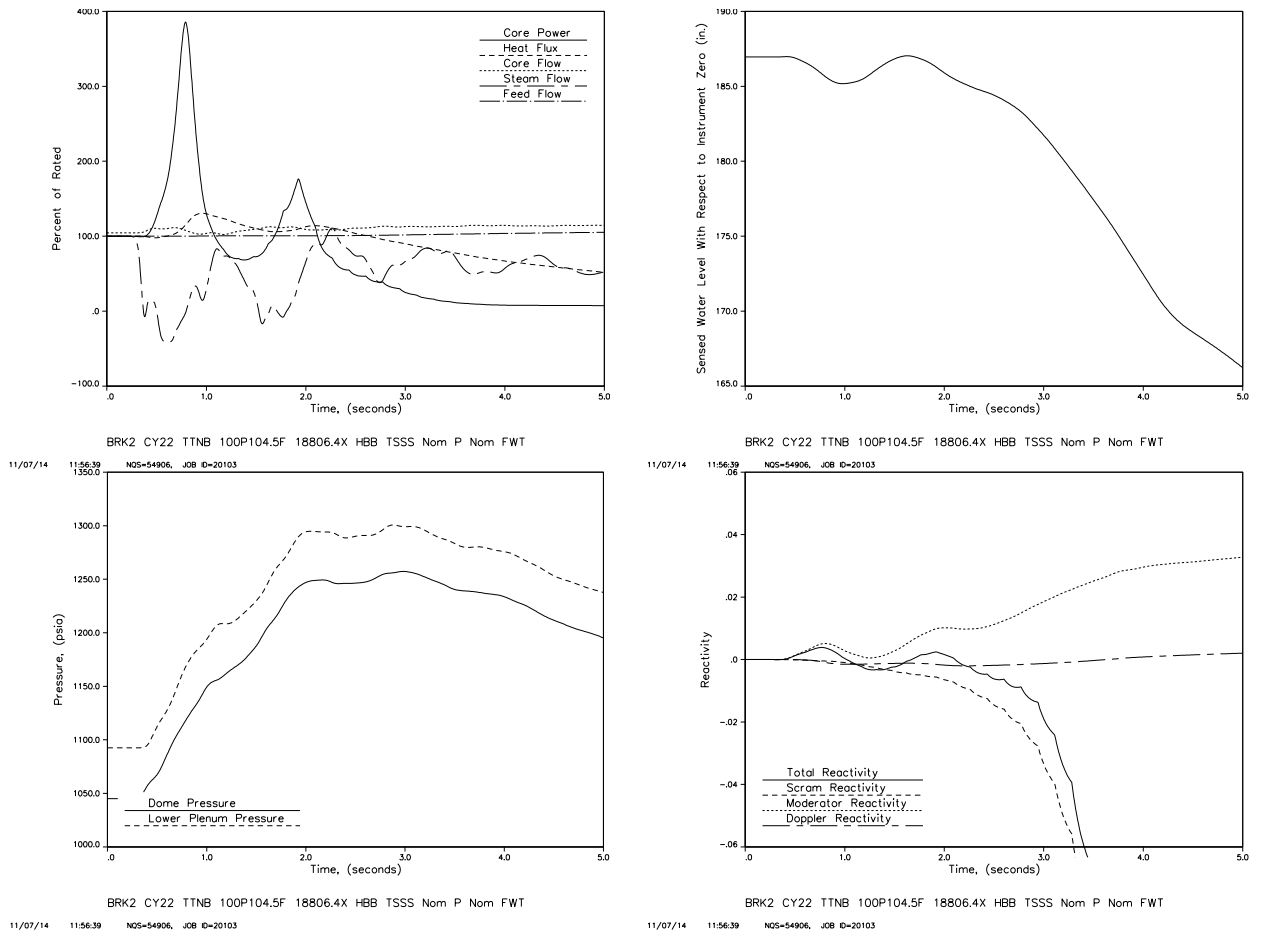 400.0
300.0
200.0
100.0
.0
-100.0
Percent of Rated
Core Power
Heat Flux
Core Flow
Steam Flow
Feed Flow
.0 1.0 2.0 3.0 4.0 5.0
Time, (seconds)
BRK2 CY22 TTNB 100P104.5F 18806.4X HBB TSSS Nom P Nom FWT
11/07/14 11:56:39 NQS=54906, JOB ID=20103
190.0
185.0
180.0
175.0
170.0
165.0
Sensed Water Level With Respect to Instrument Zero (in.)
.0 1.0 2.0 3.0 4.0 5.0
Time, (seconds)
BRK2 CY22 TTNB 100P104.5F 18806.4X HBB TSSS Nom P Nom FWT
11/07/14 11:56:39 NQS=54906, JOB ID=20103
1350.0
1300.0
1250.0
1200.0
1150.0
1100.0
1050.0
1000.0
Pressure, (psia)
Dome Pressure
Lower Plenum Pressure
.0 1.0 2.0 3.0 4.0 5.0
Time, (seconds)
BRK2 CY22 TTNB 100P104.5F 18806.4X HBB TSSS Nom P Nom FWT
11/07/14 11:56:39 NQS=54906, JOB ID=20103
.06
.04
.02
.0
-.02
-.04
-.06
Reactivity
Total Reactivity
Scram Reactivity
Moderator Reactivity
Doppler Reactivity
.0 1.0 2.0 3.0 4.0 5.0
Time, (seconds)
BRK2 CY22 TTNB 100P104.5F 18806.4X HBB TSSS Nom P Nom FWT
11/07/14 11:56:39 NQS=54906, JOB ID=20103